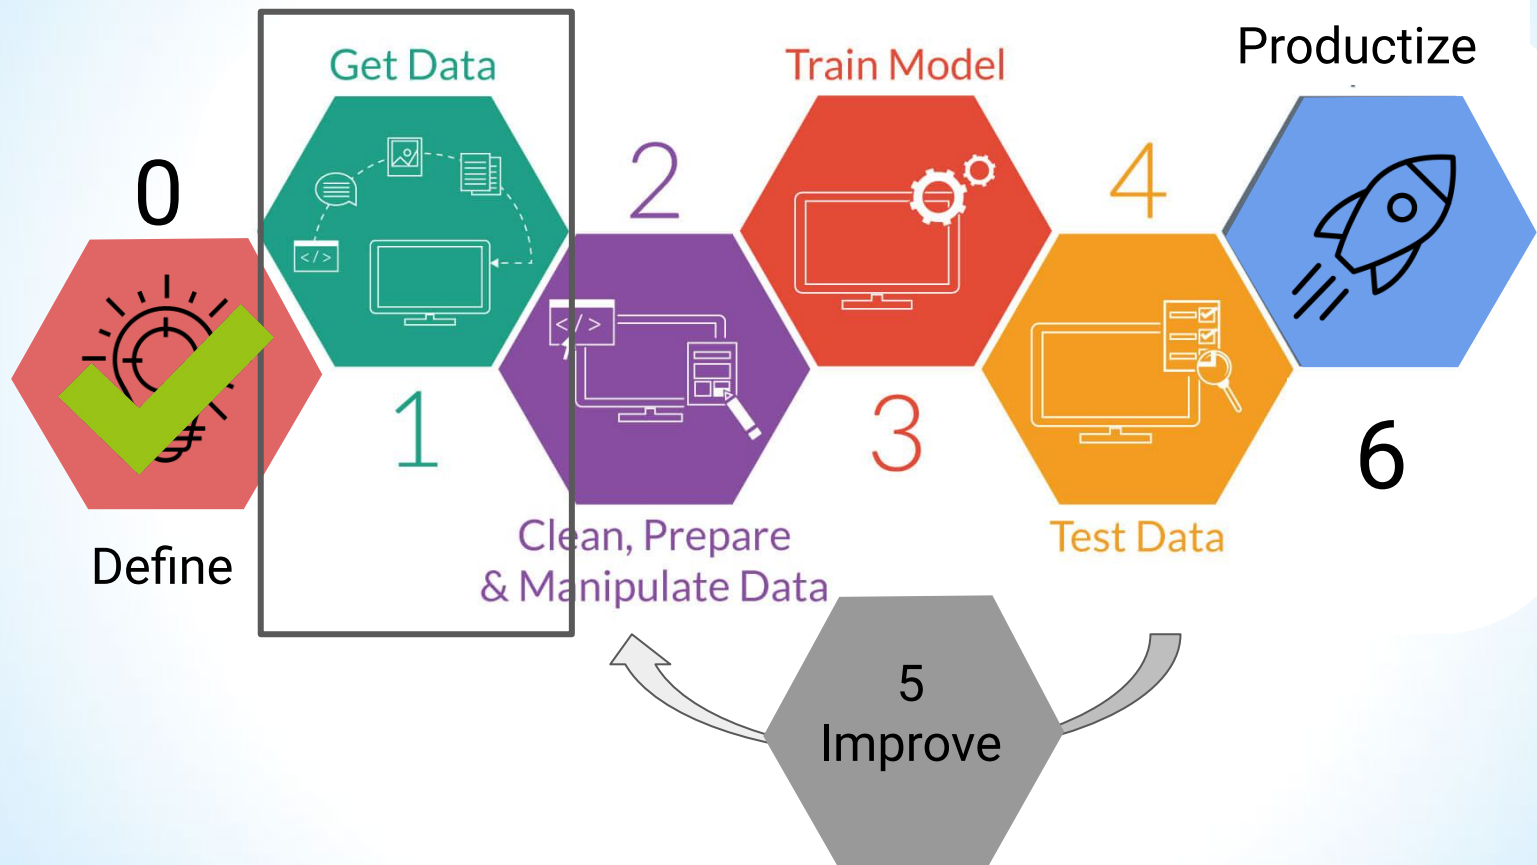 0
Define
Get Data
</>
1
2
</>
Clean, Prepare
& Manipulate Data
Train Model
3
4
Test Data
5
Improve
Productize
6